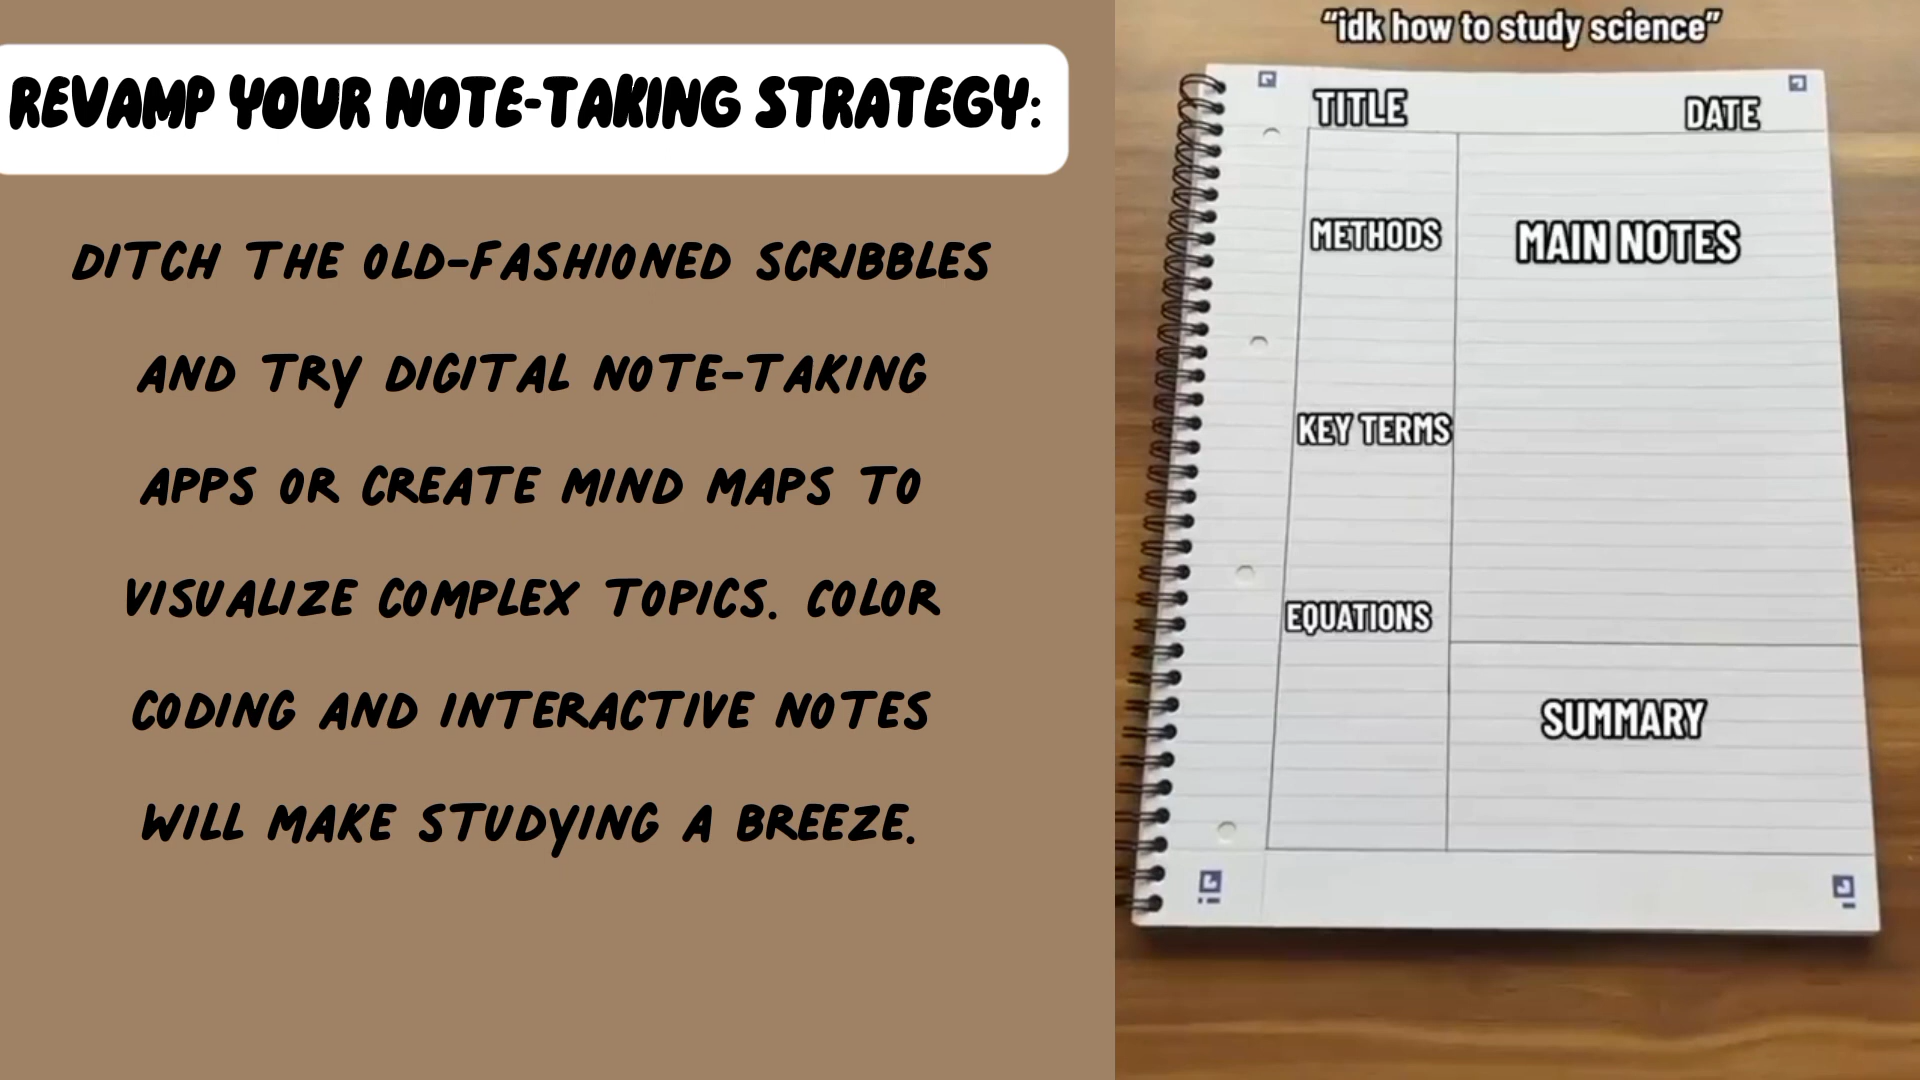 REVAMP YOUR NOTE-TAKING STRATEGY:
DITCH THE OLD-FASHIONED SCRIBBLES
AND TRY DIGITAL NOTE-TAKING
APPS OR CREATE MIND MAPS TO
VISUALIZE COMPLEX TOPICS. COLOR
CODING AND INTERACTIVE NOTES
WILL MAKE STUDYING A BREEZE.
“idk how to study science”
TITLE
DATE
METHODS
MAIN NOTES
KEY TERMS
EQUATIONS
SUMMARY